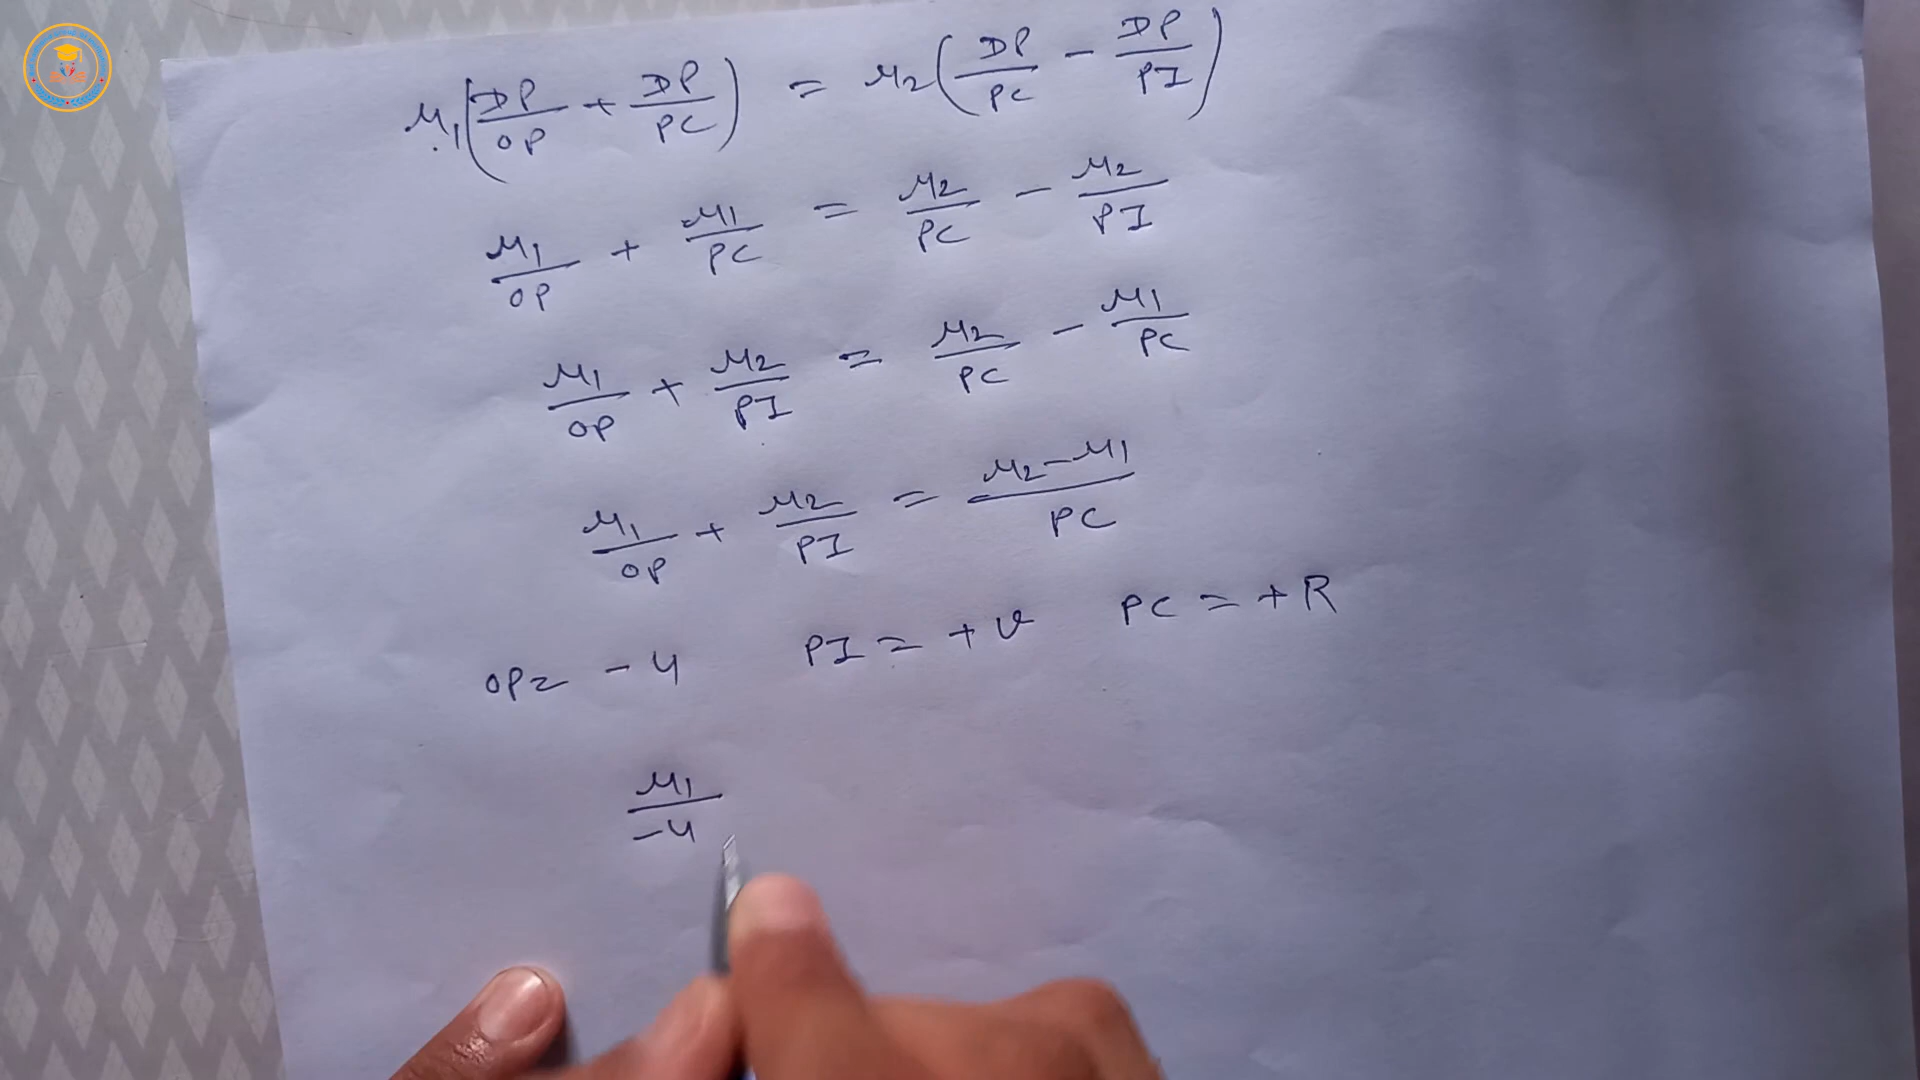 μ₁(DP/OP + DP/PC) = μ₂(DP/PC − DP/PI)
μ₁/OP + μ₁/PC = μ₂/PC − μ₂/PI
μ₁/OP + μ₂/PI = μ₂/PC − μ₁/PC
μ₁/OP + μ₂/PI = μ₂−μ₁/PC
OP = −u PI = +v PC = +R
μ₁/−u